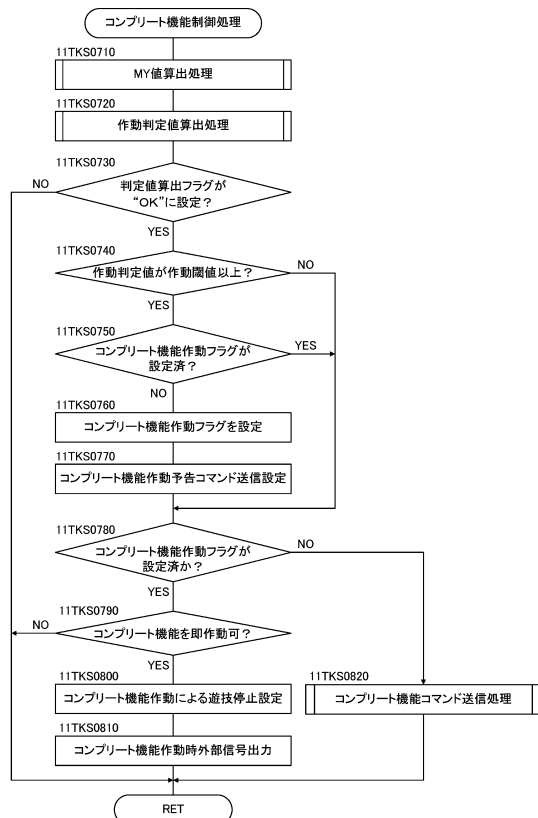 コンプリート機能制御処理
11TKS0710
MY値算出処理
11TKS0720
作動判定値算出処理
11TKS0730
NO
判定値算出フラグが
“OK”に設定？
YES
11TKS0740
NO
作動判定値が作動閾値以上？
YES
11TKS0750
YES
コンプリート機能作動フラグが
設定済？
NO
11TKS0760
コンプリート機能作動フラグを設定
11TKS0770
コンプリート機能作動予告コマンド送信設定
11TKS0780
NO
コンプリート機能作動フラグが
設定済か？
YES
11TKS0790
NO
コンプリート機能を即作動可？
YES
11TKS0800
コンプリート機能作動による遊技停止設定
11TKS0820
コンプリート機能コマンド送信処理
11TKS0810
コンプリート機能作動時外部信号出力
RET